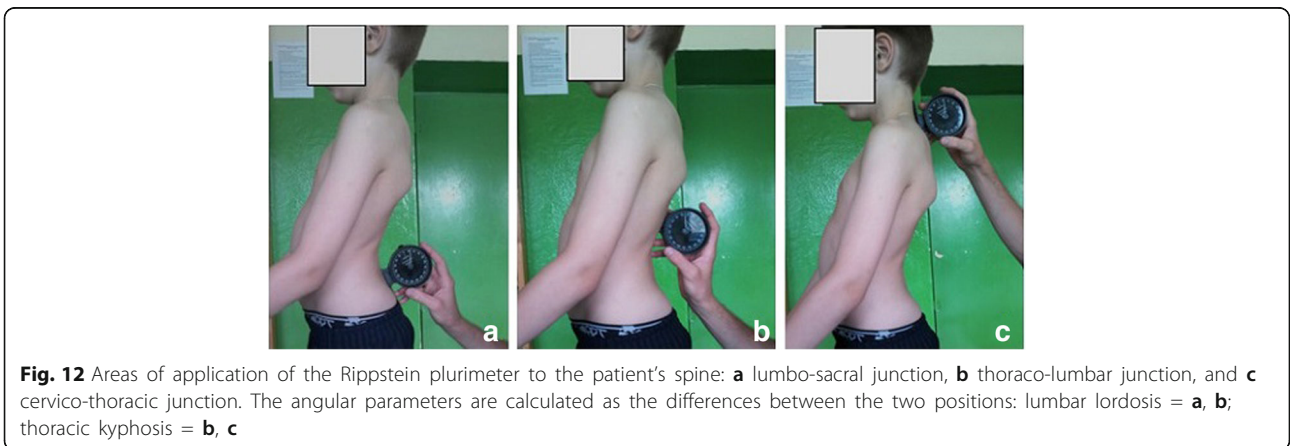 a
b
c
Fig. 12 Areas of application of the Rippstein plurimeter to the patient's spine: a lumbo-sacral junction, b thoraco-lumbar junction, and c
cervico-thoracic junction. The angular parameters are calculated as the differences between the two positions: lumbar lordosis = a, b;
thoracic kyphosis = b, c